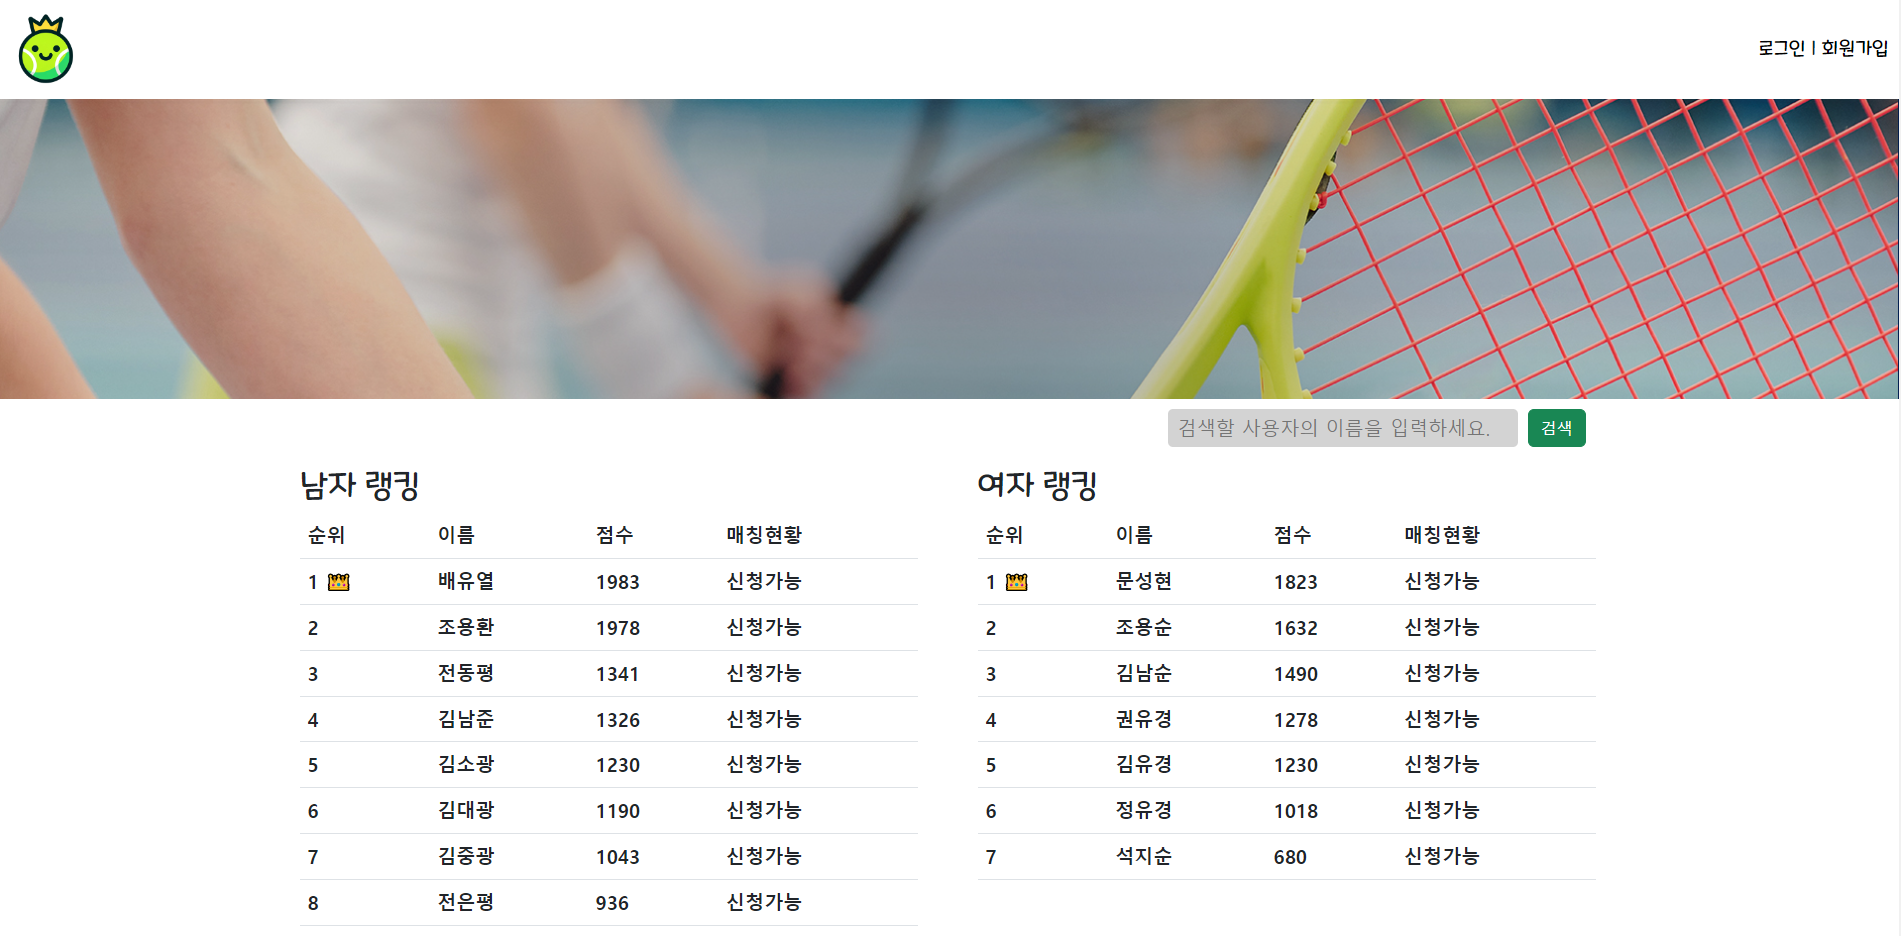 로그인 | 회원가입
검색할 사용자의 이름을 입력하세요. 검색
남자 랭킹
순위 이름 점수 매칭현황
1 배유열 1983 신청가능
2 조용환 1978 신청가능
3 전동평 1341 신청가능
4 김남준 1326 신청가능
5 김소광 1230 신청가능
6 김대광 1190 신청가능
7 김중광 1043 신청가능
8 전은평 936 신청가능
여자 랭킹
순위 이름 점수 매칭현황
1 문성현 1823 신청가능
2 조용순 1632 신청가능
3 김남순 1490 신청가능
4 권유경 1278 신청가능
5 김유경 1230 신청가능
6 정유경 1018 신청가능
7 석지순 680 신청가능